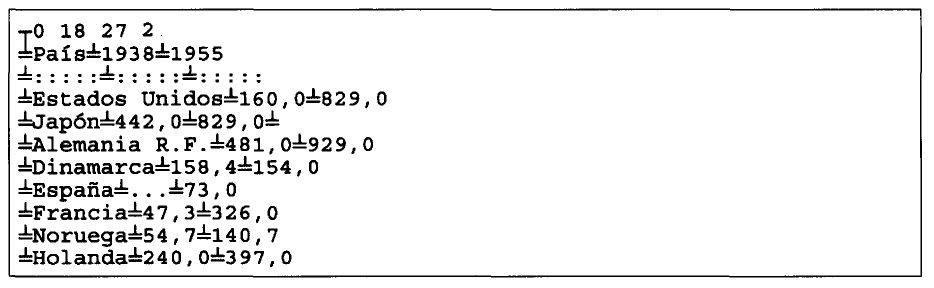 ┬0 18 27 2
╧País╧1938╧1955
╧:::::╧:::::╧:::::
╧Estados Unidos╧160,0╧829,0
╧Japón╧442,0╧829,0╧
╧Alemania R.F.╧481,0╧929,0
╧Dinamarca╧158,4╧154,0
╧España╧...╧73,0
╧Francia╧47,3╧326,0
╧Noruega╧54,7╧140,7
╧Holanda╧240,0╧397,0